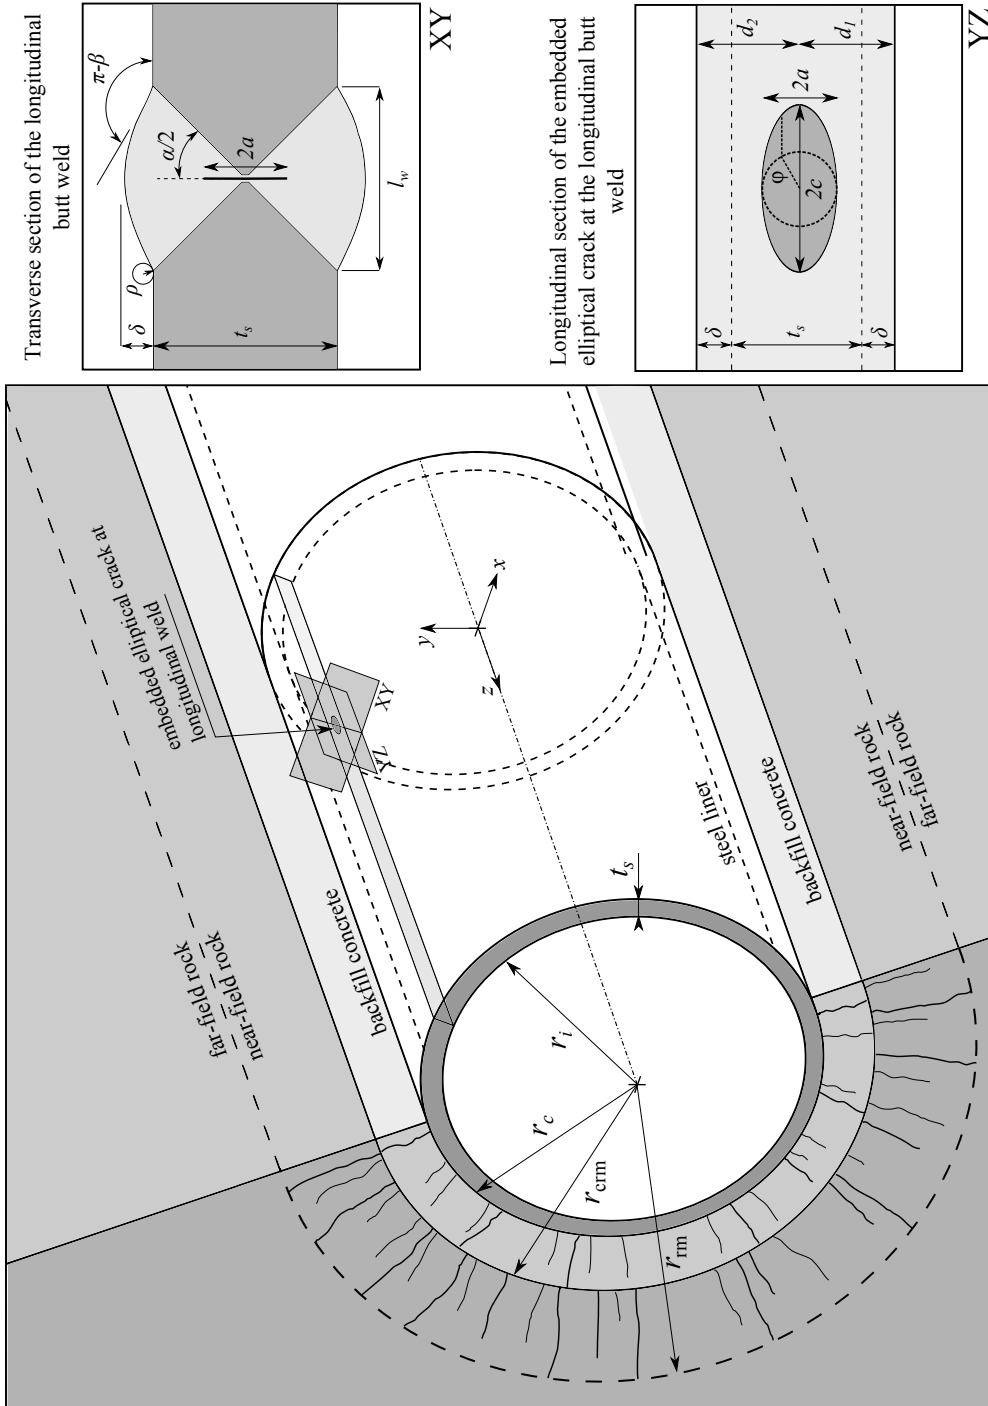 Transverse section of the longitudinal
butt weld
π-β
α/2
2a
ρ
δ
t_s
l_w
XY
Longitudinal section of the embedded
elliptical crack at the longitudinal butt
weld
d_2
d_1
2a
φ
2c
δ
t_s
δ
YZ
embedded elliptical crack at
longitudinal weld
XY
YZ
y
x
z
far-field rock
near-field rock
backfill concrete
steel liner
backfill concrete
near-field rock
far-field rock
t_s
r_i
r_c
r_crm
r_rm